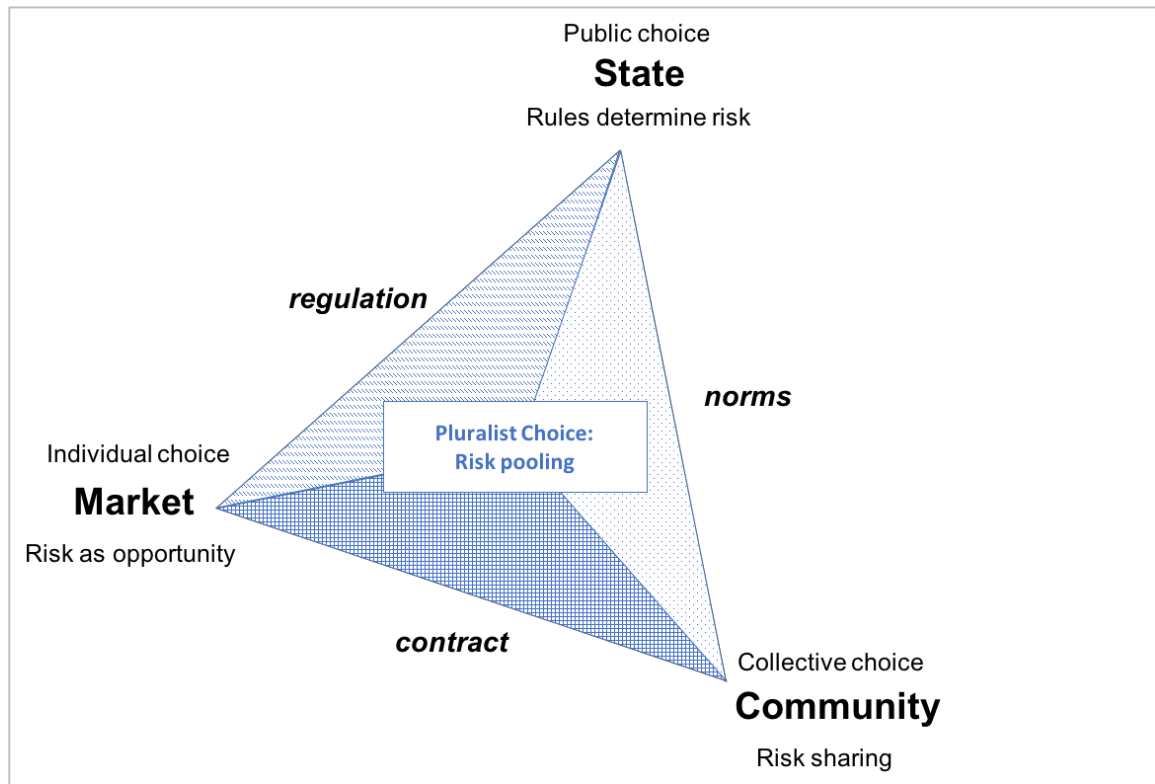 Public choice
State
Rules determine risk
regulation
norms
Pluralist Choice:
Risk pooling
Individual choice
Market
Risk as opportunity
contract
Collective choice
Community
Risk sharing